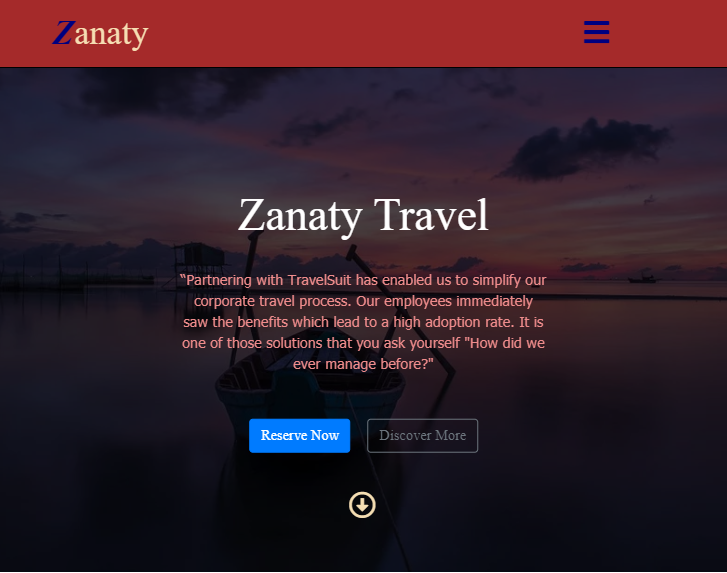 Zanaty
Zanaty Travel
“Partnering with TravelSuit has enabled us to simplify our
corporate travel process. Our employees immediately
saw the benefits which lead to a high adoption rate. It is
one of those solutions that you ask yourself "How did we
ever manage before?"
Reserve Now
Discover More